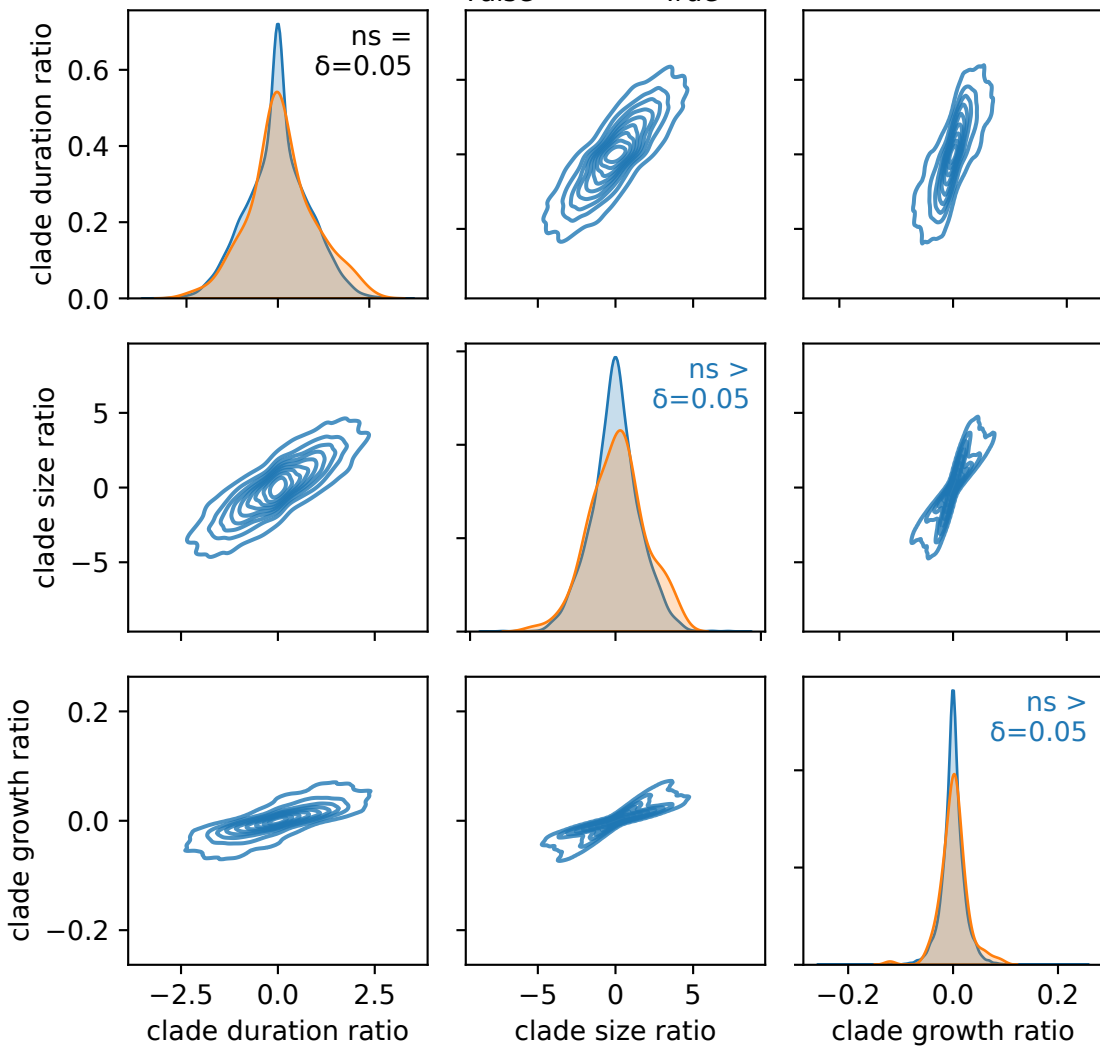 clade duration ratio
0.6
0.4
0.2
0.0
ns =
δ=0.05
clade size ratio
5
0
−5
ns >
δ=0.05
clade growth ratio
0.2
0.0
−0.2
ns >
δ=0.05
−2.5 0.0 2.5
−5 0 5
−0.2 0.0 0.2
clade duration ratio
clade size ratio
clade growth ratio